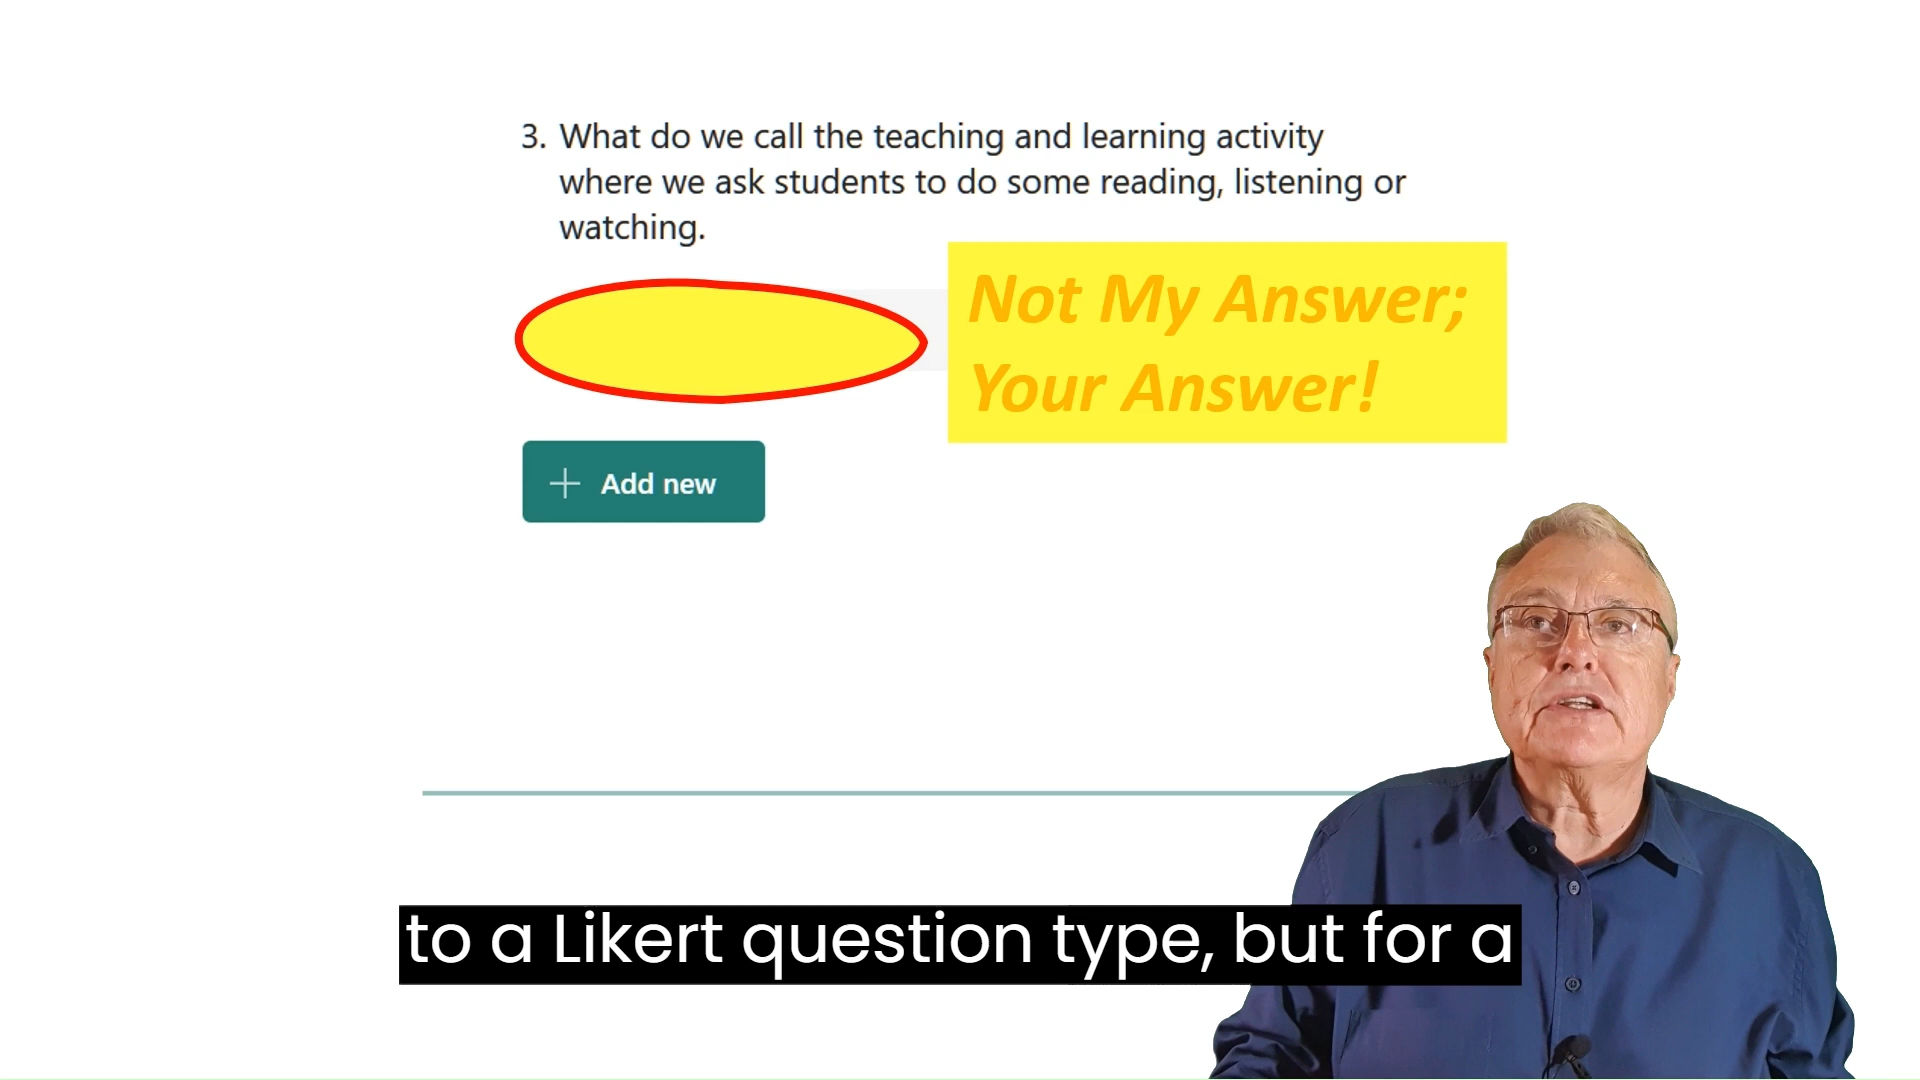 3. What do we call the teaching and learning activity
where we ask students to do some reading, listening or
watching.
Not My Answer;
Your Answer!
Add new
to a Likert question type, but for a